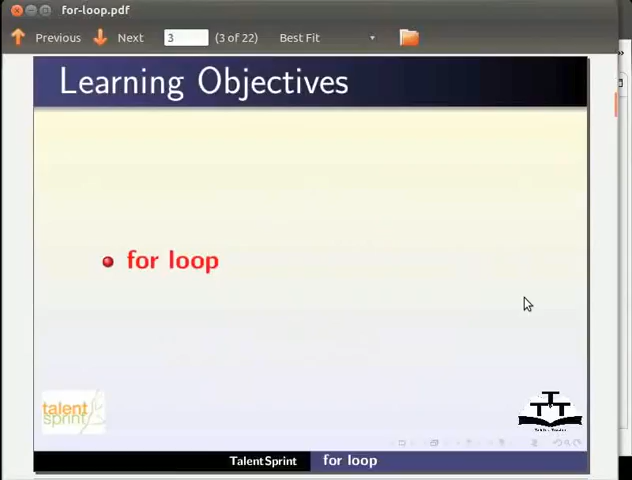 for-loop.pdf
Previous Next 3 (3 of 22) Best Fit
Learning Objectives
for loop
talent
sprint
TTT
TalentSprint for loop